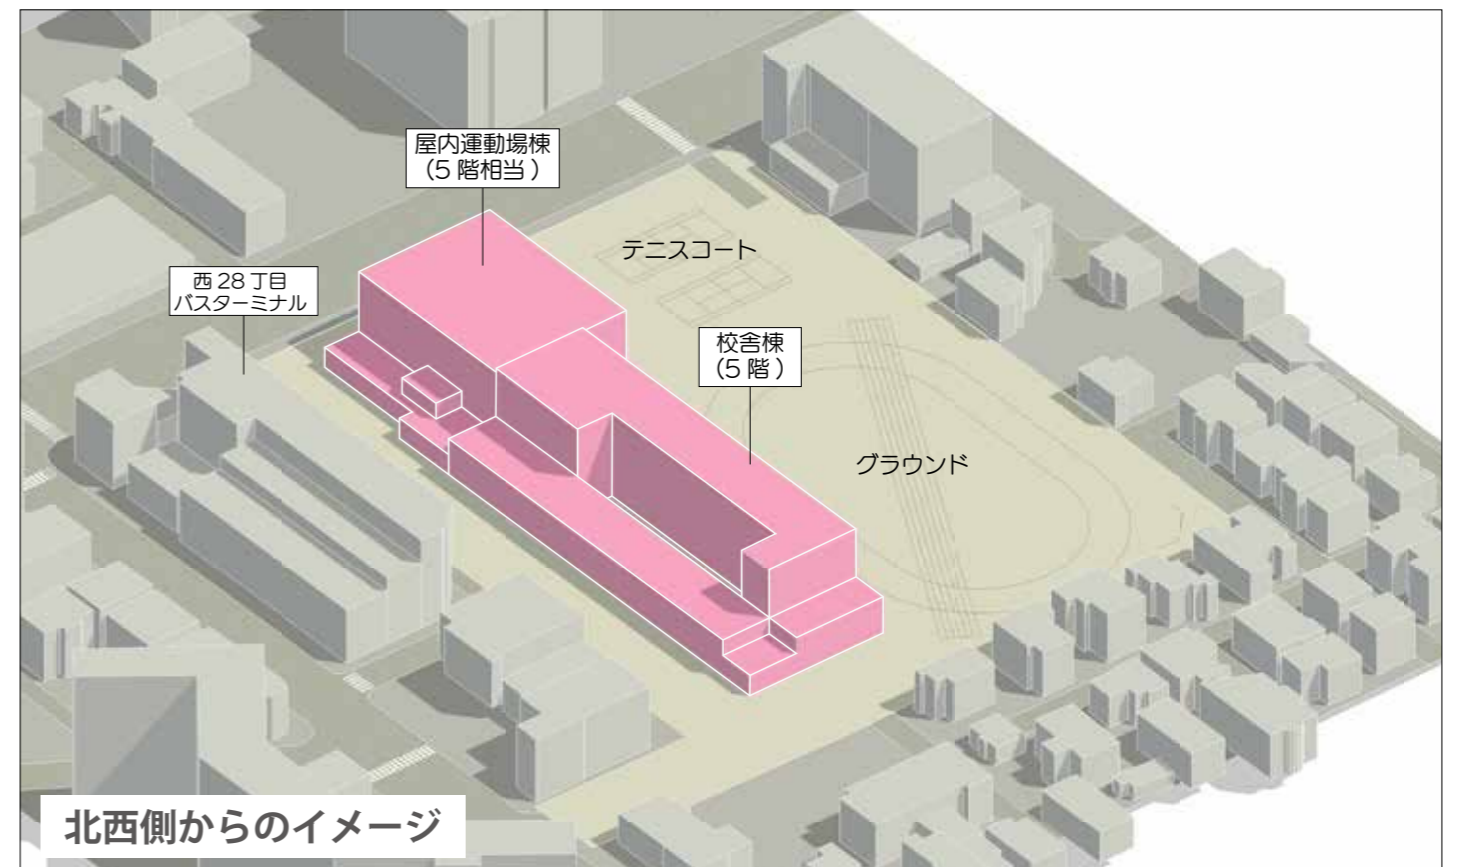 屋内運動場棟
（5 階相当 ）
テニスコート
西 28 丁目
バスターミナル
校舎棟
（5 階 ）
グラウンド
北西側からのイメージ